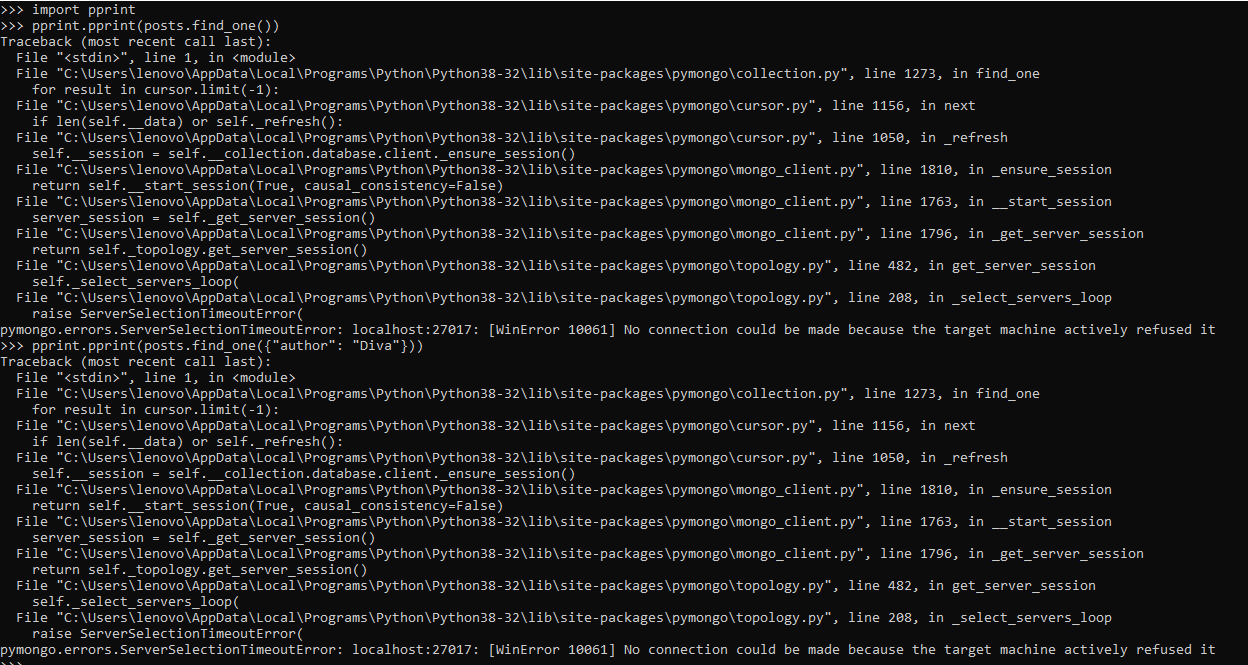 >>> import pprint
>>> pprint.pprint(posts.find_one())
Traceback (most recent call last):
  File "<stdin>", line 1, in <module>
  File "C:\Users\lenovo\AppData\Local\Programs\Python\Python38-32\lib\site-packages\pymongo\collection.py", line 1273, in find_one
    for result in cursor.limit(-1):
  File "C:\Users\lenovo\AppData\Local\Programs\Python\Python38-32\lib\site-packages\pymongo\cursor.py", line 1156, in next
    if len(self.__data) or self._refresh():
  File "C:\Users\lenovo\AppData\Local\Programs\Python\Python38-32\lib\site-packages\pymongo\cursor.py", line 1050, in _refresh
    self.__session = self.__collection.database.client._ensure_session()
  File "C:\Users\lenovo\AppData\Local\Programs\Python\Python38-32\lib\site-packages\pymongo\mongo_client.py", line 1810, in _ensure_session
    return self.__start_session(True, causal_consistency=False)
  File "C:\Users\lenovo\AppData\Local\Programs\Python\Python38-32\lib\site-packages\pymongo\mongo_client.py", line 1763, in __start_session
    server_session = self._get_server_session()
  File "C:\Users\lenovo\AppData\Local\Programs\Python\Python38-32\lib\site-packages\pymongo\mongo_client.py", line 1796, in _get_server_session
    return self._topology.get_server_session()
  File "C:\Users\lenovo\AppData\Local\Programs\Python\Python38-32\lib\site-packages\pymongo\topology.py", line 482, in get_server_session
    self._select_servers_loop(
  File "C:\Users\lenovo\AppData\Local\Programs\Python\Python38-32\lib\site-packages\pymongo\topology.py", line 208, in _select_servers_loop
    raise ServerSelectionTimeoutError(
pymongo.errors.ServerSelectionTimeoutError: localhost:27017: [WinError 10061] No connection could be made because the target machine actively refused it
>>> pprint.pprint(posts.find_one({"author": "Diva"}))
Traceback (most recent call last):
  File "<stdin>", line 1, in <module>
  File "C:\Users\lenovo\AppData\Local\Programs\Python\Python38-32\lib\site-packages\pymongo\collection.py", line 1273, in find_one
    for result in cursor.limit(-1):
  File "C:\Users\lenovo\AppData\Local\Programs\Python\Python38-32\lib\site-packages\pymongo\cursor.py", line 1156, in next
    if len(self.__data) or self._refresh():
  File "C:\Users\lenovo\AppData\Local\Programs\Python\Python38-32\lib\site-packages\pymongo\cursor.py", line 1050, in _refresh
    self.__session = self.__collection.database.client._ensure_session()
  File "C:\Users\lenovo\AppData\Local\Programs\Python\Python38-32\lib\site-packages\pymongo\mongo_client.py", line 1810, in _ensure_session
    return self.__start_session(True, causal_consistency=False)
  File "C:\Users\lenovo\AppData\Local\Programs\Python\Python38-32\lib\site-packages\pymongo\mongo_client.py", line 1763, in __start_session
    server_session = self._get_server_session()
  File "C:\Users\lenovo\AppData\Local\Programs\Python\Python38-32\lib\site-packages\pymongo\mongo_client.py", line 1796, in _get_server_session
    return self._topology.get_server_session()
  File "C:\Users\lenovo\AppData\Local\Programs\Python\Python38-32\lib\site-packages\pymongo\topology.py", line 482, in get_server_session
    self._select_servers_loop(
  File "C:\Users\lenovo\AppData\Local\Programs\Python\Python38-32\lib\site-packages\pymongo\topology.py", line 208, in _select_servers_loop
    raise ServerSelectionTimeoutError(
pymongo.errors.ServerSelectionTimeoutError: localhost:27017: [WinError 10061] No connection could be made because the target machine actively refused it
>>>